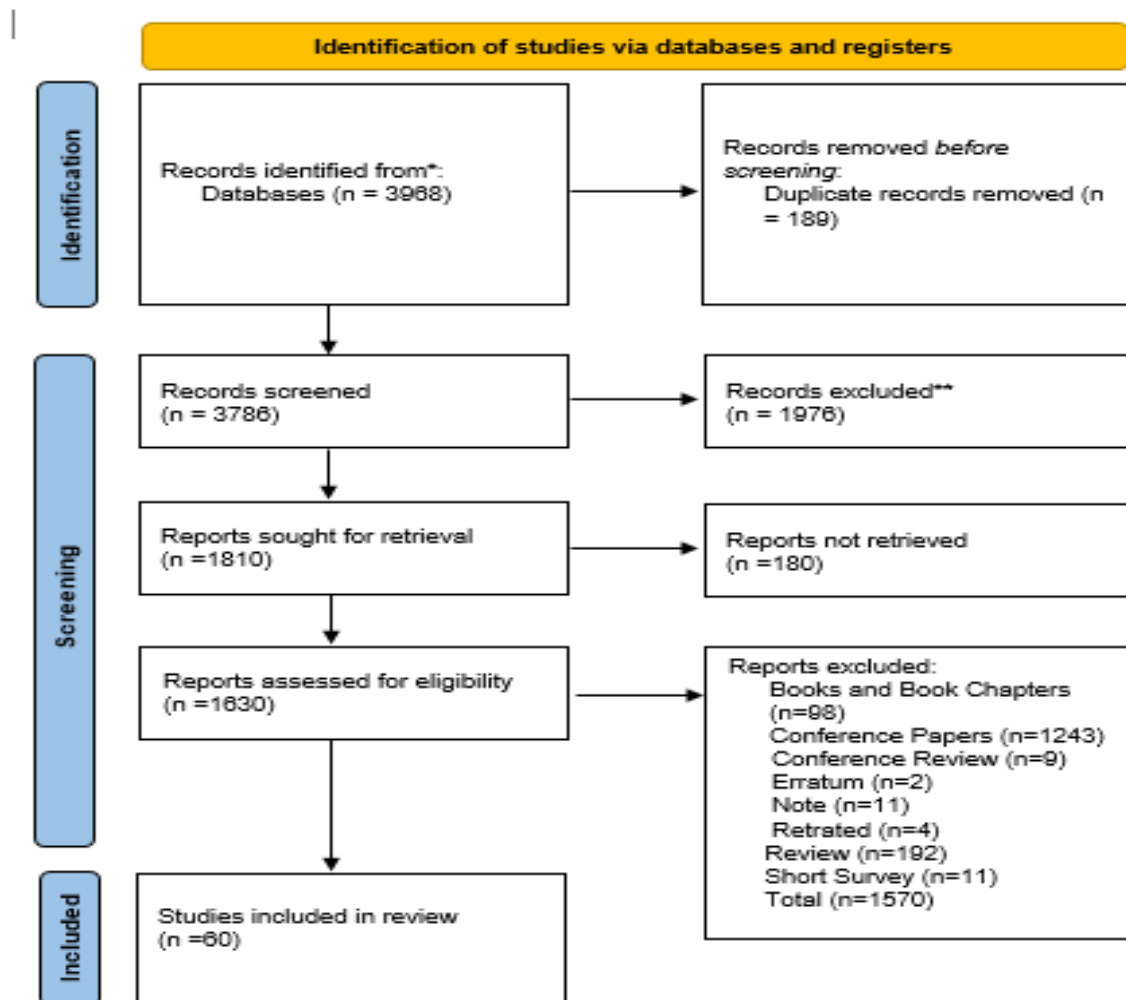 Identification of studies via databases and registers
Identification
Records identified from*:
Databases (n = 3968)
Records removed before
screening:
Duplicate records removed (n
= 189)
Screening
Records screened
(n = 3786)
Records excluded**
(n = 1976)
Reports sought for retrieval
(n =1810)
Reports not retrieved
(n =180)
Reports assessed for eligibility
(n =1630)
Reports excluded:
Books and Book Chapters
(n=98)
Conference Papers (n=1243)
Conference Review (n=9)
Erratum (n=2)
Note (n=11)
Retrated (n=4)
Review (n=192)
Short Survey (n=11)
Total (n=1570)
Included
Studies included in review
(n =60)